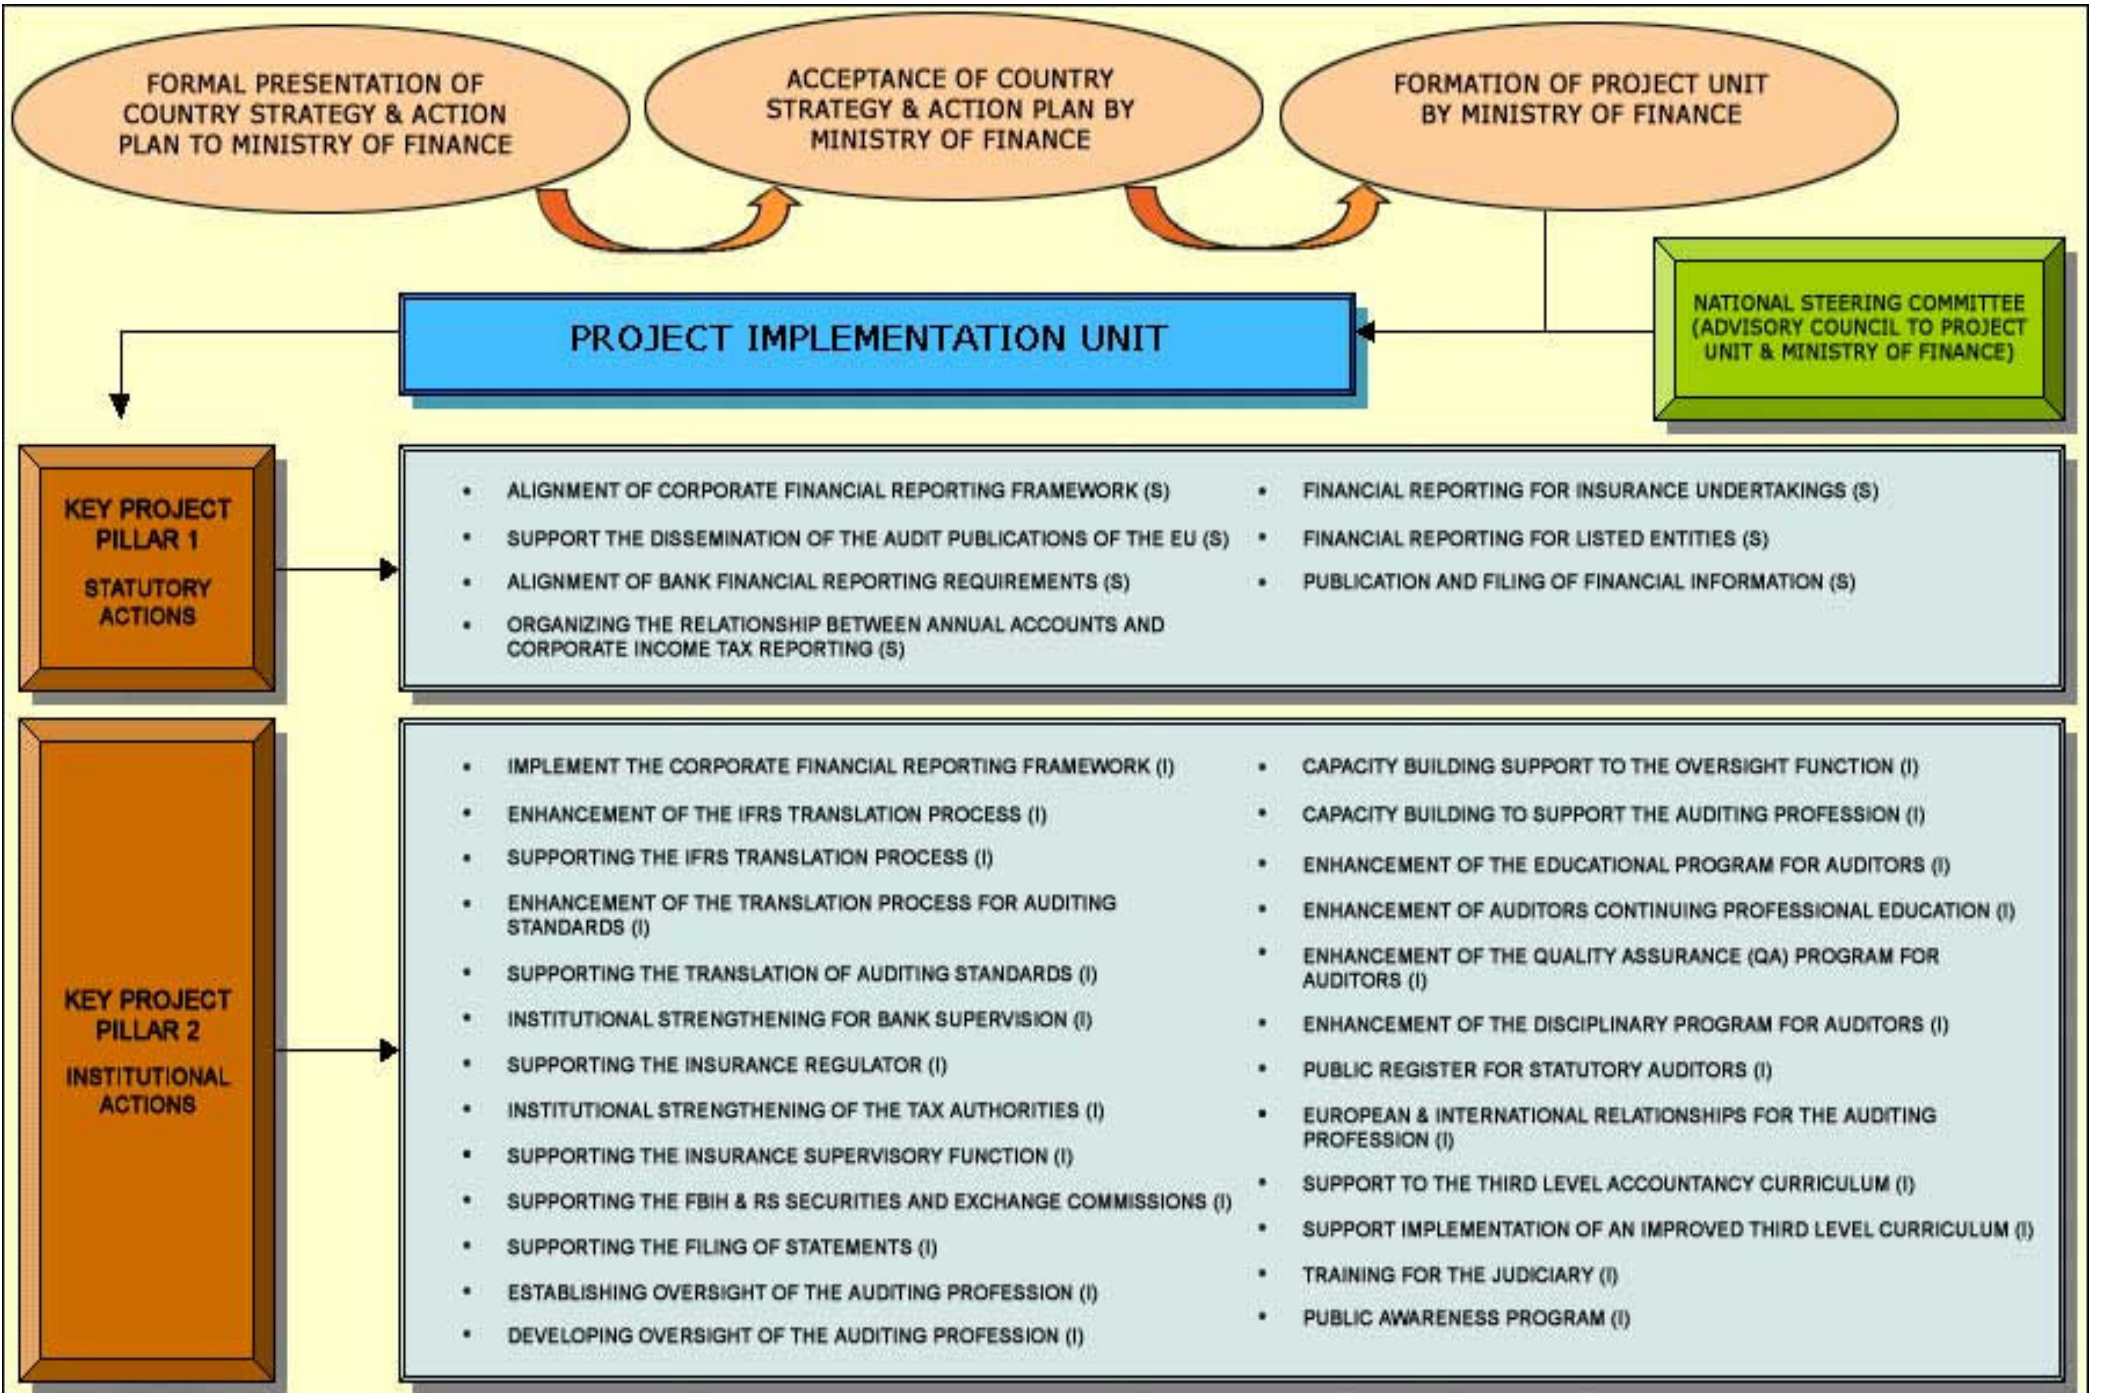 FORMAL PRESENTATION OF
COUNTRY STRATEGY & ACTION
PLAN TO MINISTRY OF FINANCE
ACCEPTANCE OF COUNTRY
STRATEGY & ACTION PLAN BY
MINISTRY OF FINANCE
FORMATION OF PROJECT UNIT
BY MINISTRY OF FINANCE
NATIONAL STEERING COMMITTEE
(ADVISORY COUNCIL TO PROJECT
UNIT & MINISTRY OF FINANCE)
PROJECT IMPLEMENTATION UNIT
KEY PROJECT
PILLAR 1
STATUTORY
ACTIONS
• ALIGNMENT OF CORPORATE FINANCIAL REPORTING FRAMEWORK (S)
• SUPPORT THE DISSEMINATION OF THE AUDIT PUBLICATIONS OF THE EU (S)
• ALIGNMENT OF BANK FINANCIAL REPORTING REQUIREMENTS (S)
• ORGANIZING THE RELATIONSHIP BETWEEN ANNUAL ACCOUNTS AND
CORPORATE INCOME TAX REPORTING (S)
• FINANCIAL REPORTING FOR INSURANCE UNDERTAKINGS (S)
• FINANCIAL REPORTING FOR LISTED ENTITIES (S)
• PUBLICATION AND FILING OF FINANCIAL INFORMATION (S)
KEY PROJECT
PILLAR 2
INSTITUTIONAL
ACTIONS
• IMPLEMENT THE CORPORATE FINANCIAL REPORTING FRAMEWORK (I)
• ENHANCEMENT OF THE IFRS TRANSLATION PROCESS (I)
• SUPPORTING THE IFRS TRANSLATION PROCESS (I)
• ENHANCEMENT OF THE TRANSLATION PROCESS FOR AUDITING
STANDARDS (I)
• SUPPORTING THE TRANSLATION OF AUDITING STANDARDS (I)
• INSTITUTIONAL STRENGTHENING FOR BANK SUPERVISION (I)
• SUPPORTING THE INSURANCE REGULATOR (I)
• INSTITUTIONAL STRENGTHENING OF THE TAX AUTHORITIES (I)
• SUPPORTING THE INSURANCE SUPERVISORY FUNCTION (I)
• SUPPORTING THE FBIH & RS SECURITIES AND EXCHANGE COMMISSIONS (I)
• SUPPORTING THE FILING OF STATEMENTS (I)
• ESTABLISHING OVERSIGHT OF THE AUDITING PROFESSION (I)
• DEVELOPING OVERSIGHT OF THE AUDITING PROFESSION (I)
• CAPACITY BUILDING SUPPORT TO THE OVERSIGHT FUNCTION (I)
• CAPACITY BUILDING TO SUPPORT THE AUDITING PROFESSION (I)
• ENHANCEMENT OF THE EDUCATIONAL PROGRAM FOR AUDITORS (I)
• ENHANCEMENT OF AUDITORS CONTINUING PROFESSIONAL EDUCATION (I)
• ENHANCEMENT OF THE QUALITY ASSURANCE (QA) PROGRAM FOR
AUDITORS (I)
• ENHANCEMENT OF THE DISCIPLINARY PROGRAM FOR AUDITORS (I)
• PUBLIC REGISTER FOR STATUTORY AUDITORS (I)
• EUROPEAN & INTERNATIONAL RELATIONSHIPS FOR THE AUDITING
PROFESSION (I)
• SUPPORT TO THE THIRD LEVEL ACCOUNTANCY CURRICULUM (I)
• SUPPORT IMPLEMENTATION OF AN IMPROVED THIRD LEVEL CURRICULUM (I)
• TRAINING FOR THE JUDICIARY (I)
• PUBLIC AWARENESS PROGRAM (I)